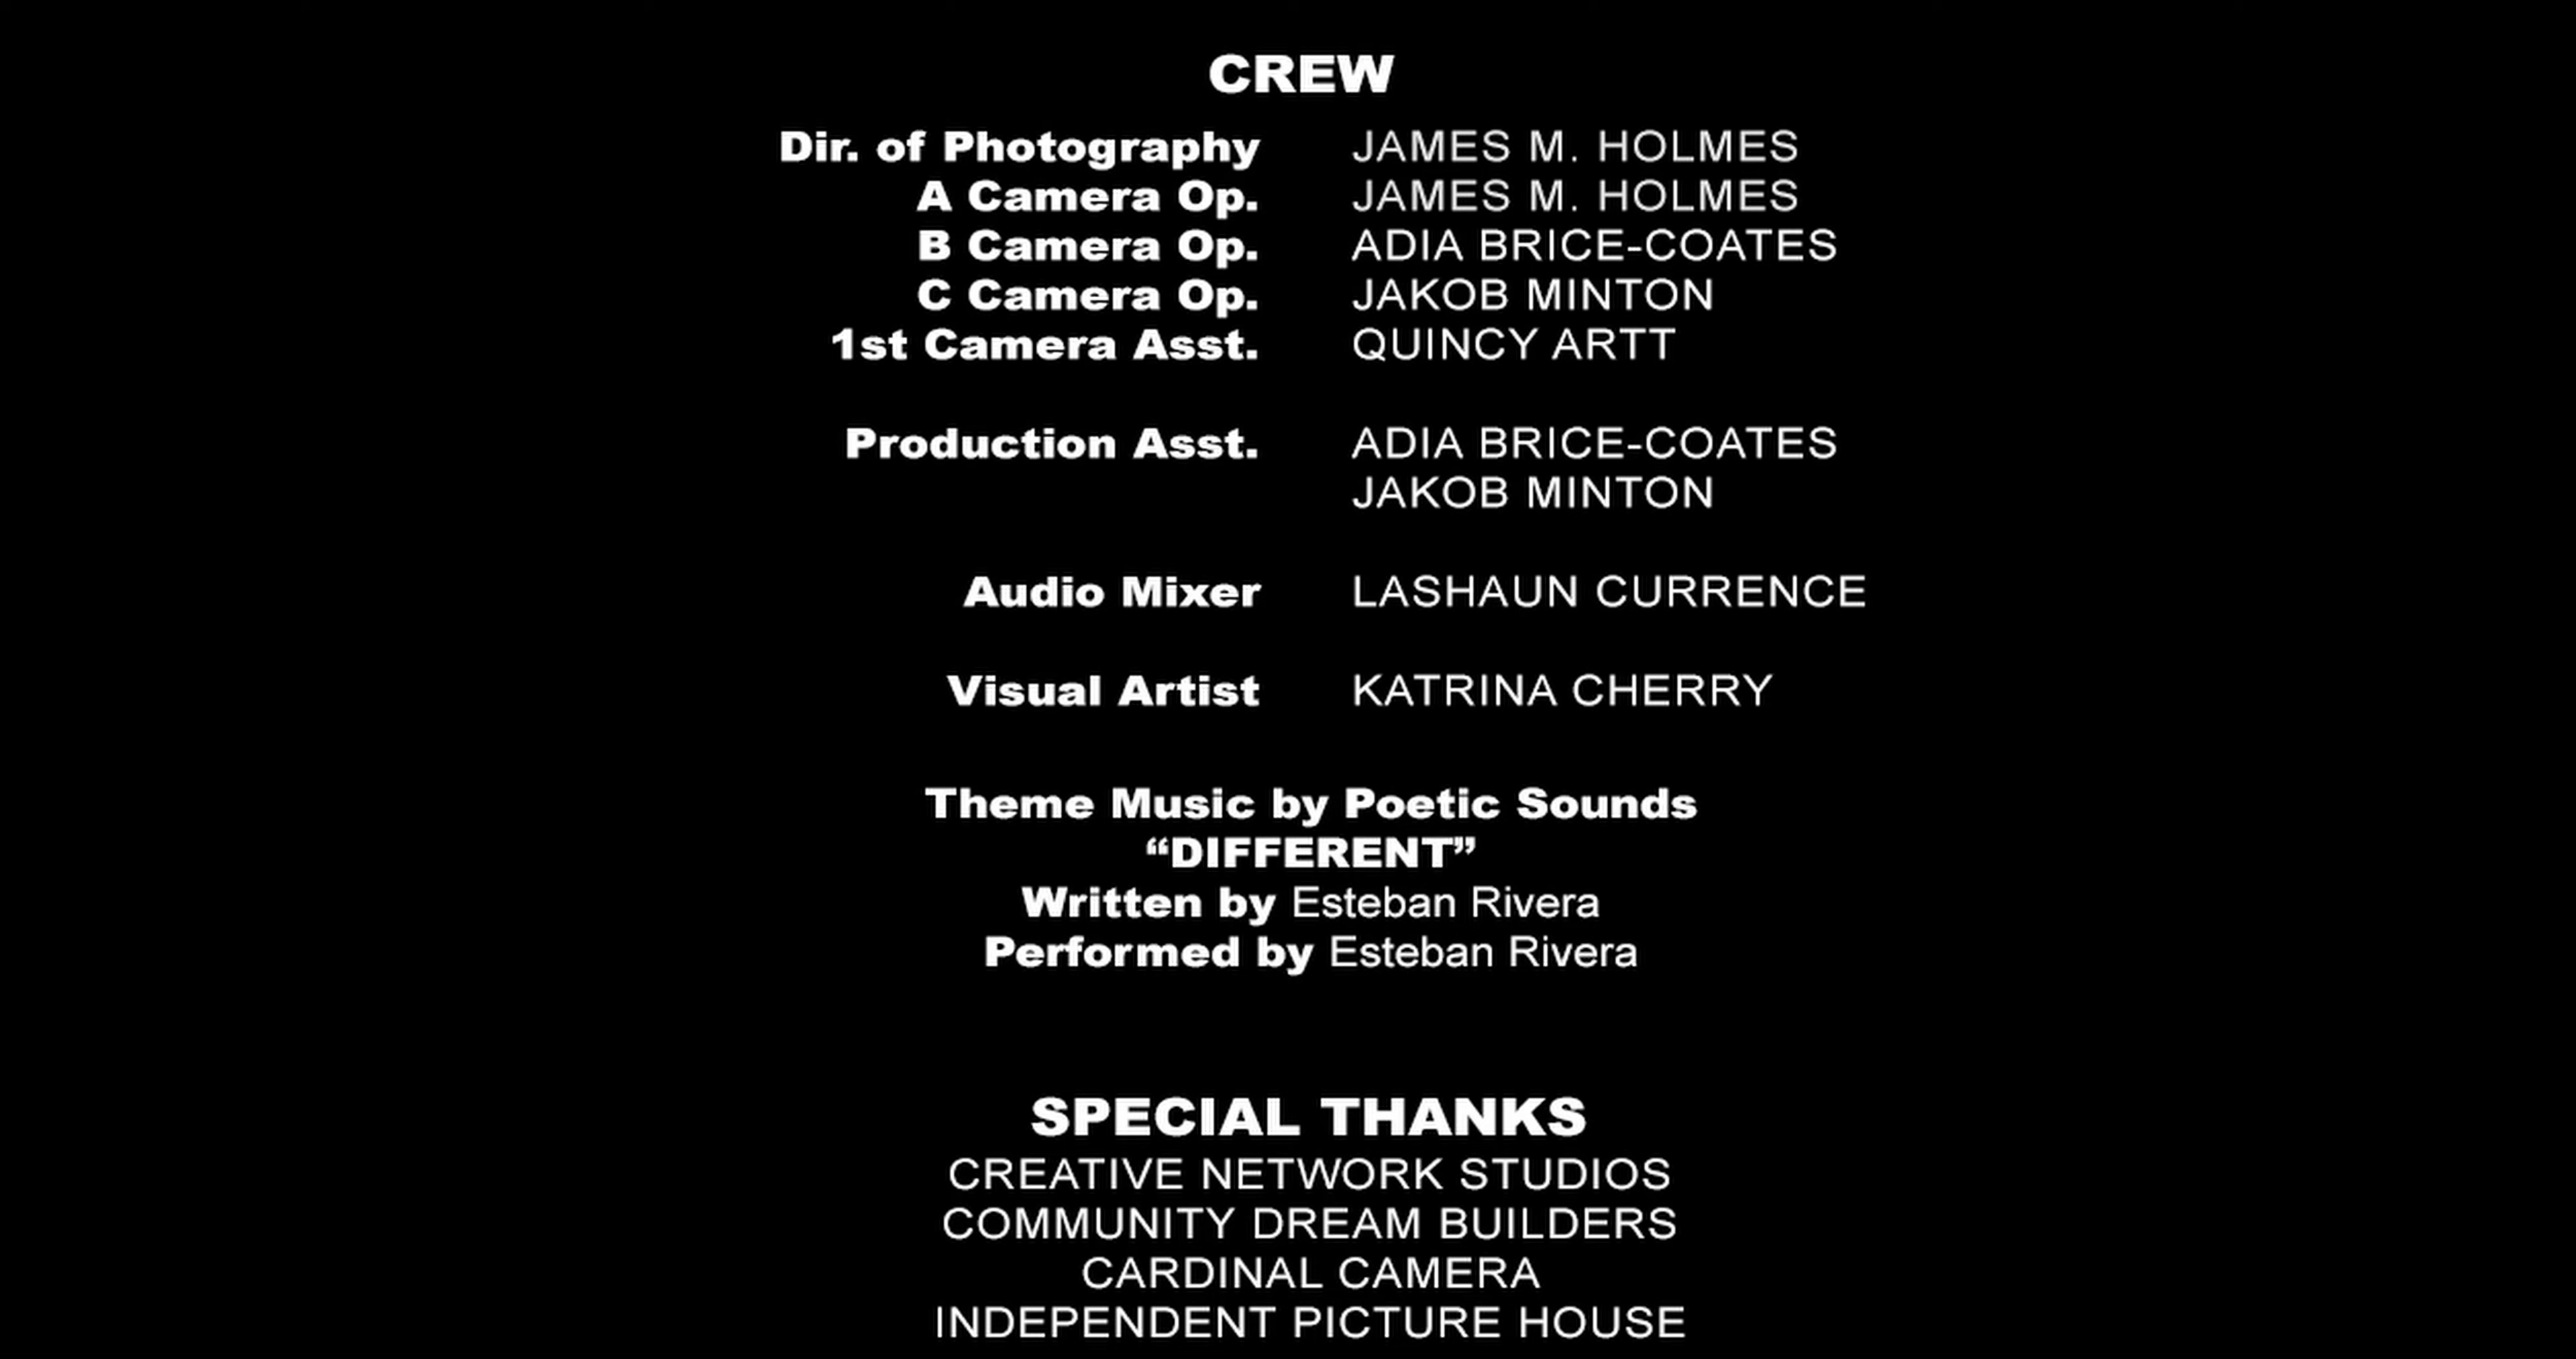 CREW
Dir. of Photography JAMES M. HOLMES
A Camera Op. JAMES M. HOLMES
B Camera Op. ADIA BRICE-COATES
C Camera Op. JAKOB MINTON
1st Camera Asst. QUINCY ARTT
Production Asst. ADIA BRICE-COATES
JAKOB MINTON
Audio Mixer LASHAUN CURRENCE
Visual Artist KATRINA CHERRY
Theme Music by Poetic Sounds
“DIFFERENT”
Written by Esteban Rivera
Performed by Esteban Rivera
SPECIAL THANKS
CREATIVE NETWORK STUDIOS
COMMUNITY DREAM BUILDERS
CARDINAL CAMERA
INDEPENDENT PICTURE HOUSE